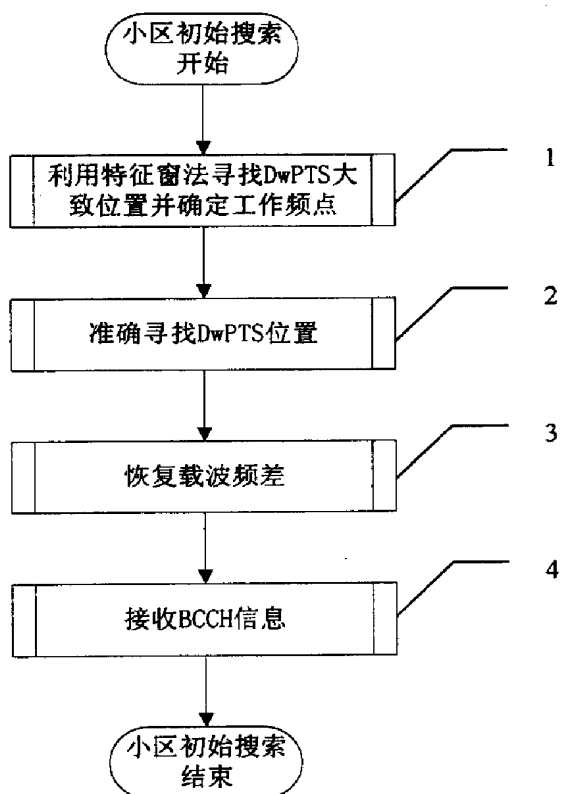 小区初始搜索
开始
利用特征窗法寻找DwPTS大
致位置并确定工作频点
1
准确寻找DwPTS位置
2
恢复载波频差
3
接收BCCH信息
4
小区初始搜索
结束